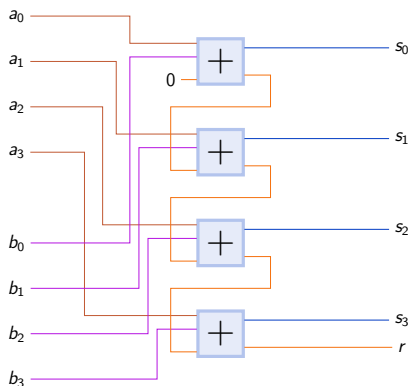 a₀
s₀
a₁
0
a₂
s₁
a₃
s₂
b₀
b₁
s₃
b₂
r
b₃